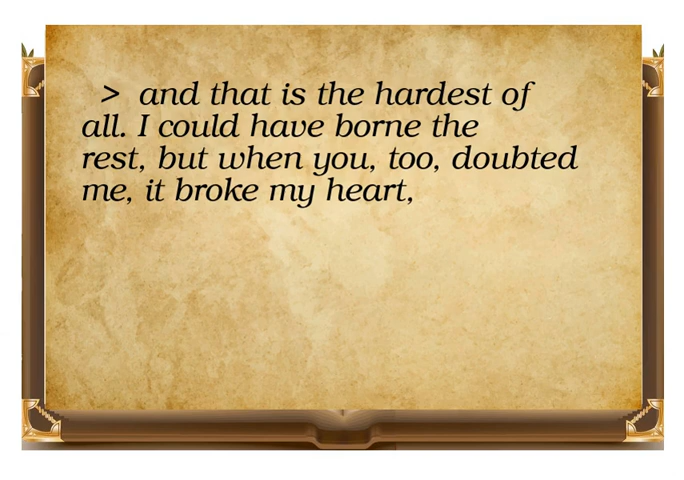 > and that is the hardest of
all. I could have borne the
rest, but when you, too, doubted
me, it broke my heart,